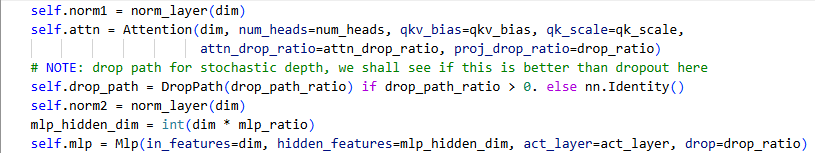 self.norm1 = norm_layer(dim)
self.attn = Attention(dim, num_heads=num_heads, qkv_bias=qkv_bias, qk_scale=qk_scale,
attn_drop_ratio=attn_drop_ratio, proj_drop_ratio=drop_ratio)
# NOTE: drop path for stochastic depth, we shall see if this is better than dropout here
self.drop_path = DropPath(drop_path_ratio) if drop_path_ratio > 0. else nn.Identity()
self.norm2 = norm_layer(dim)
mlp_hidden_dim = int(dim * mlp_ratio)
self.mlp = Mlp(in_features=dim, hidden_features=mlp_hidden_dim, act_layer=act_layer, drop=drop_ratio)